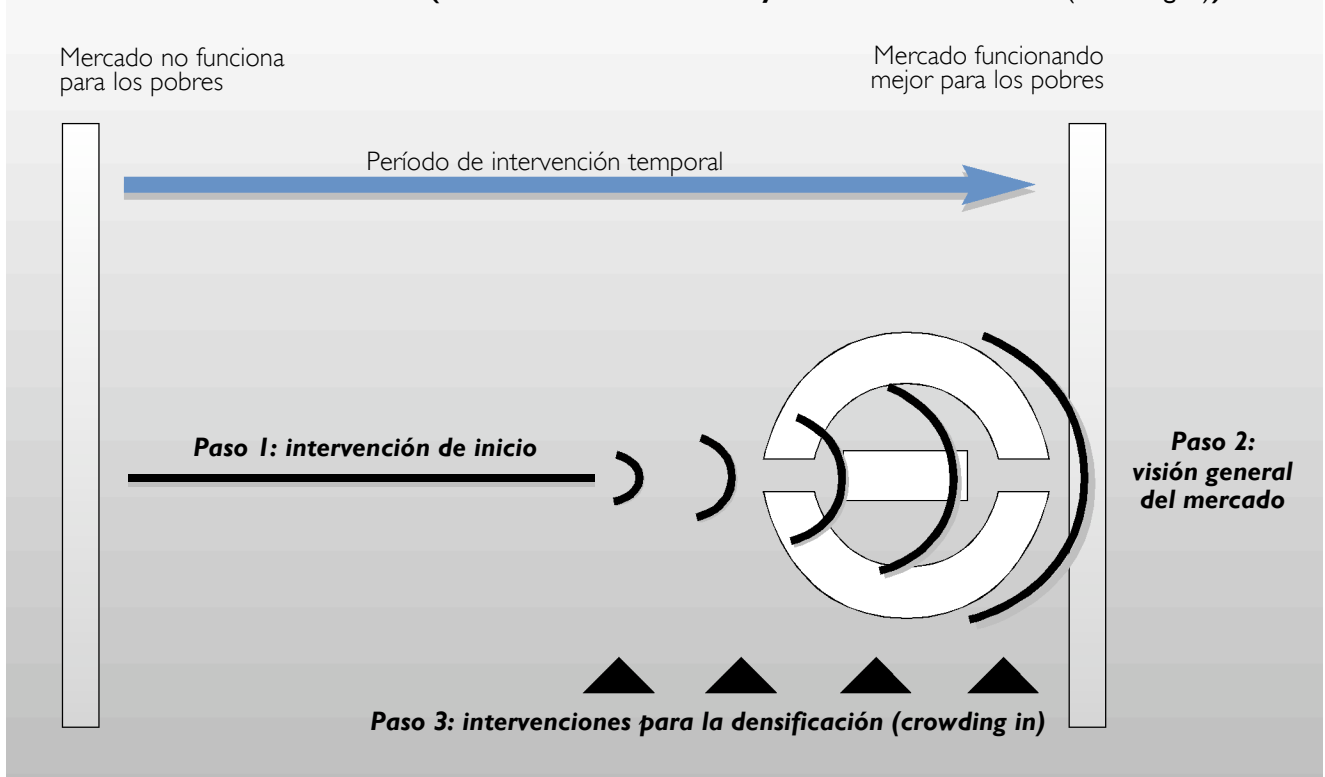 Mercado no funciona
para los pobres
Mercado funcionando
mejor para los pobres
Período de intervención temporal
Paso 1: intervención de inicio
Paso 2:
visión general
del mercado
Paso 3: intervenciones para la densificación (crowding in)